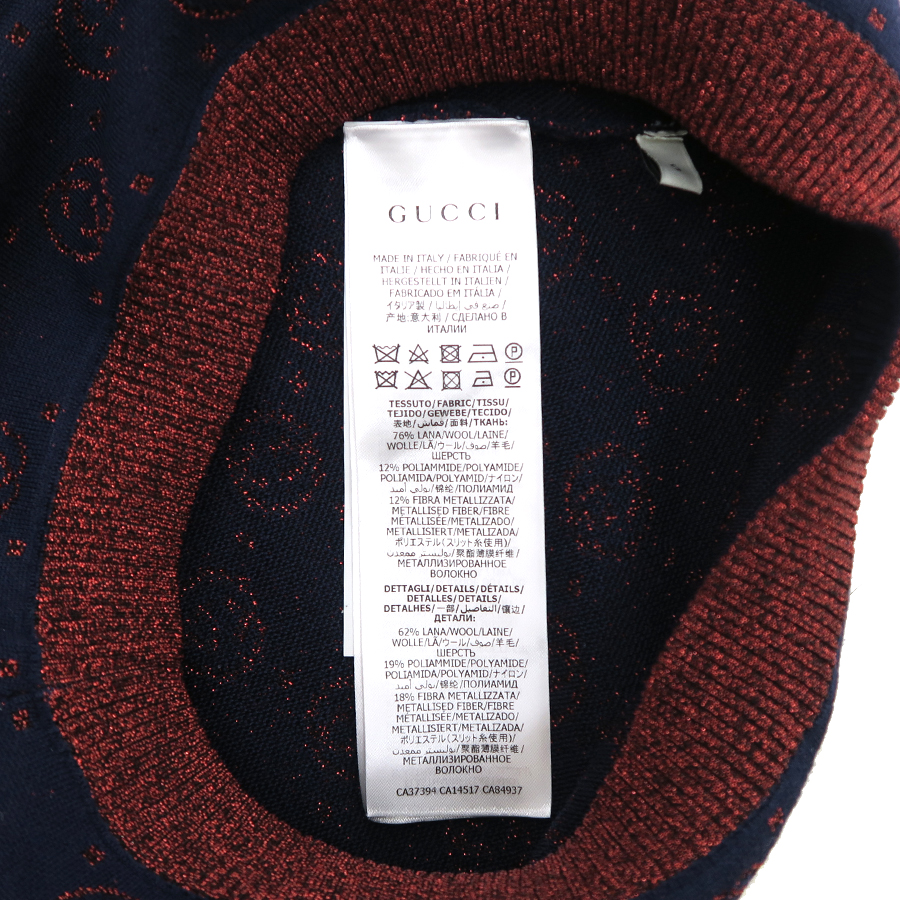 GUCCI
MADE IN ITALY / FABRIQUÉ EN
ITALIE / HECHO EN ITALIA /
HERGESTELLT IN ITALIEN /
FABRICADO EM ITÁLIA /
イタリア製 / صنع في إيطاليا /
产地:意大利 / СДЕЛАНО В
ИТАЛИИ
P
P
TESSUTO/FABRIC/TISSU/
TEJIDO/GEWEBE/TECIDO/
表地/قماش/面料/ТКАНЬ:
76% LANA/WOOL/LAINE/
WOLLE/LÃ/ウール/صوف/羊毛/
ШЕРСТЬ
12% POLIAMMIDE/POLYAMIDE/
POLIAMIDA/POLYAMID/ナイロン/
بولي أميد/锦纶/ПОЛИАМИД
12% FIBRA METALLIZZATA/
METALLISED FIBER/FIBRE
MÉTALLISÉE/METALIZADO/
METALLISIERT/METALIZADA/
ポリエステル(スリット糸使用)/
بوليستر ممعدن/聚酯薄膜纤维/
МЕТАЛЛИЗИРОВАННОЕ
ВОЛОКНО
DETTAGLI/DETAILS/DÉTAILS/
DETALLES/DETAILS/
DETALHES/一部/التفاصيل/镶边/
ДЕТАЛИ:
62% LANA/WOOL/LAINE/
WOLLE/LÃ/ウール/صوف/羊毛/
ШЕРСТЬ
19% POLIAMMIDE/POLYAMIDE/
POLIAMIDA/POLYAMID/ナイロン/
بولي أميد/锦纶/ПОЛИАМИД
18% FIBRA METALLIZZATA/
METALLISED FIBER/FIBRE
MÉTALLISÉE/METALIZADO/
METALLISIERT/METALIZADA/
ポリエステル(スリット糸使用)/
بوليستر ممعدن/聚酯薄膜纤维/
МЕТАЛЛИЗИРОВАННОЕ
ВОЛОКНО
CA37394 CA14517 CA84937